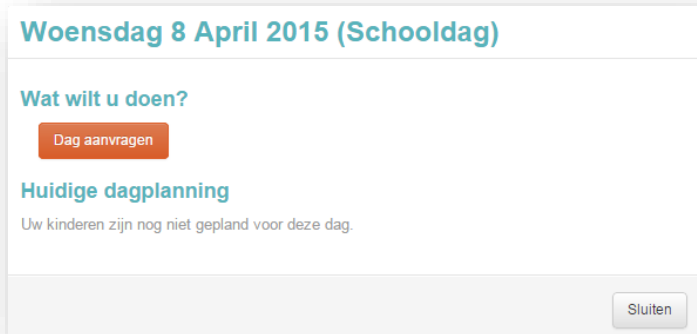 Woensdag 8 April 2015 (Schooldag)
Wat wilt u doen?
Dag aanvragen
Huidige dagplanning
Uw kinderen zijn nog niet gepland voor deze dag.
Sluiten